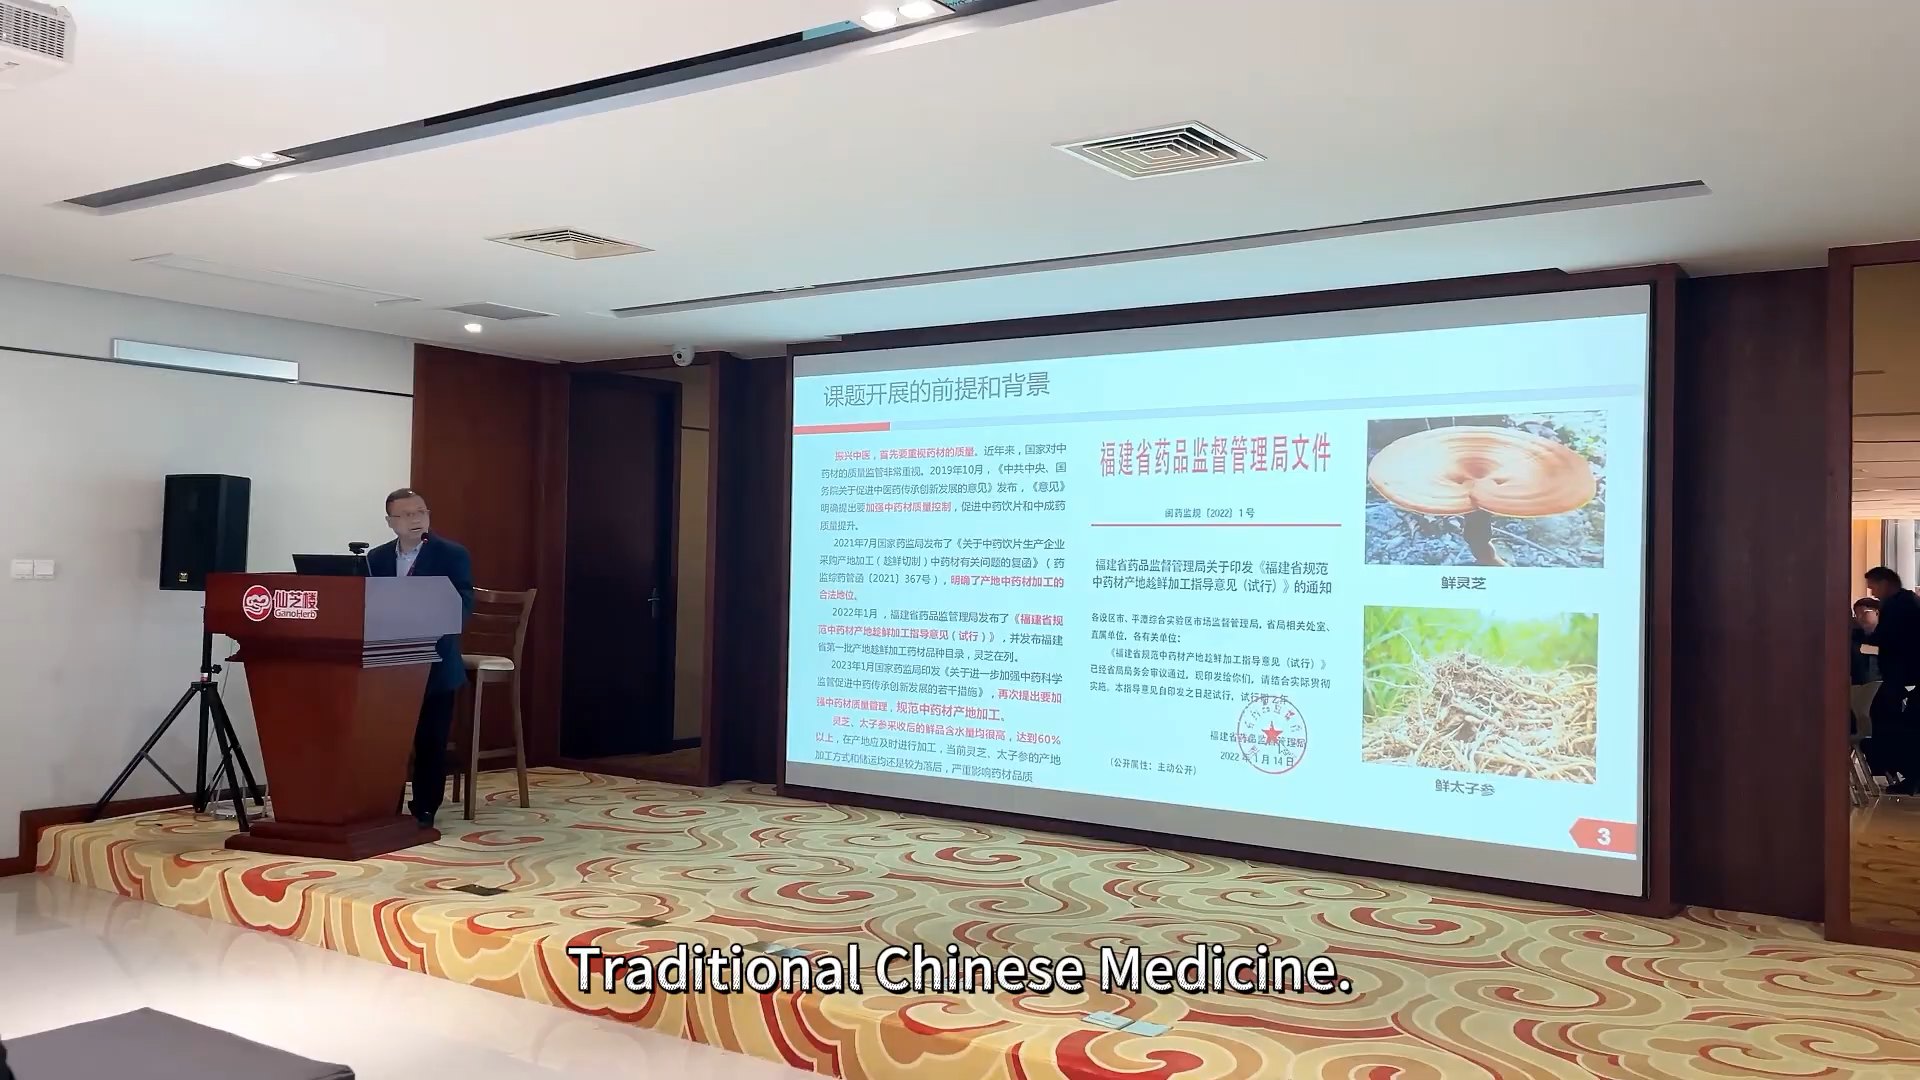 课题开展的前提和背景
振兴中医，首先要重视药材的质量。近年来，国家对中
药材的质量监管非常重视。2019年10月，《中共中央、国
务院关于促进中医药传承创新发展的意见》发布，《意见》
明确提出要加强中药材质量控制，促进中药饮片和中成药
质量提升。
2021年7月国家药监局发布了《关于中药饮片生产企业
采购产地加工（趁鲜切制）中药材有关问题的复函》（药
监综药管函〔2021〕367号），明确了产地中药材加工的
合法地位。
2022年1月，福建省药品监管理局发布了《福建省规
范中药材产地趁鲜加工指导意见（试行）》，并发布福建
省第一批产地趁鲜加工药材品种目录，灵芝在列。
2023年1月国家药监局印发《关于进一步加强中药科学
监管促进中药传承创新发展的若干措施》，再次提出要加
强中药材质量管理，规范中药材产地加工。
灵芝、太子参采收后的鲜品含水量均很高，达到60%
以上，在产地应及时进行加工，当前灵芝、太子参的产地
加工方式和储运均还是较为落后，严重影响药材品质
福建省药品监督管理局文件
闽药监规〔2022〕1号
福建省药品监督管理局关于印发《福建省规范
中药材产地趁鲜加工指导意见（试行）》的通知
各设区市、平潭综合实验区市场监督管理局，省局相关处室、
直属单位，各有关单位：
《福建省规范中药材产地趁鲜加工指导意见（试行）》
已经省局局务会审议通过，现印发给你们，请结合实际贯彻
实施。本指导意见自印发之日起试行，试行期2年。
福建省药品监督管理局
2022年1月14日
（公开属性：主动公开）
鲜灵芝
鲜太子参
3
仙芝楼
GanoHerb
Traditional Chinese Medicine.